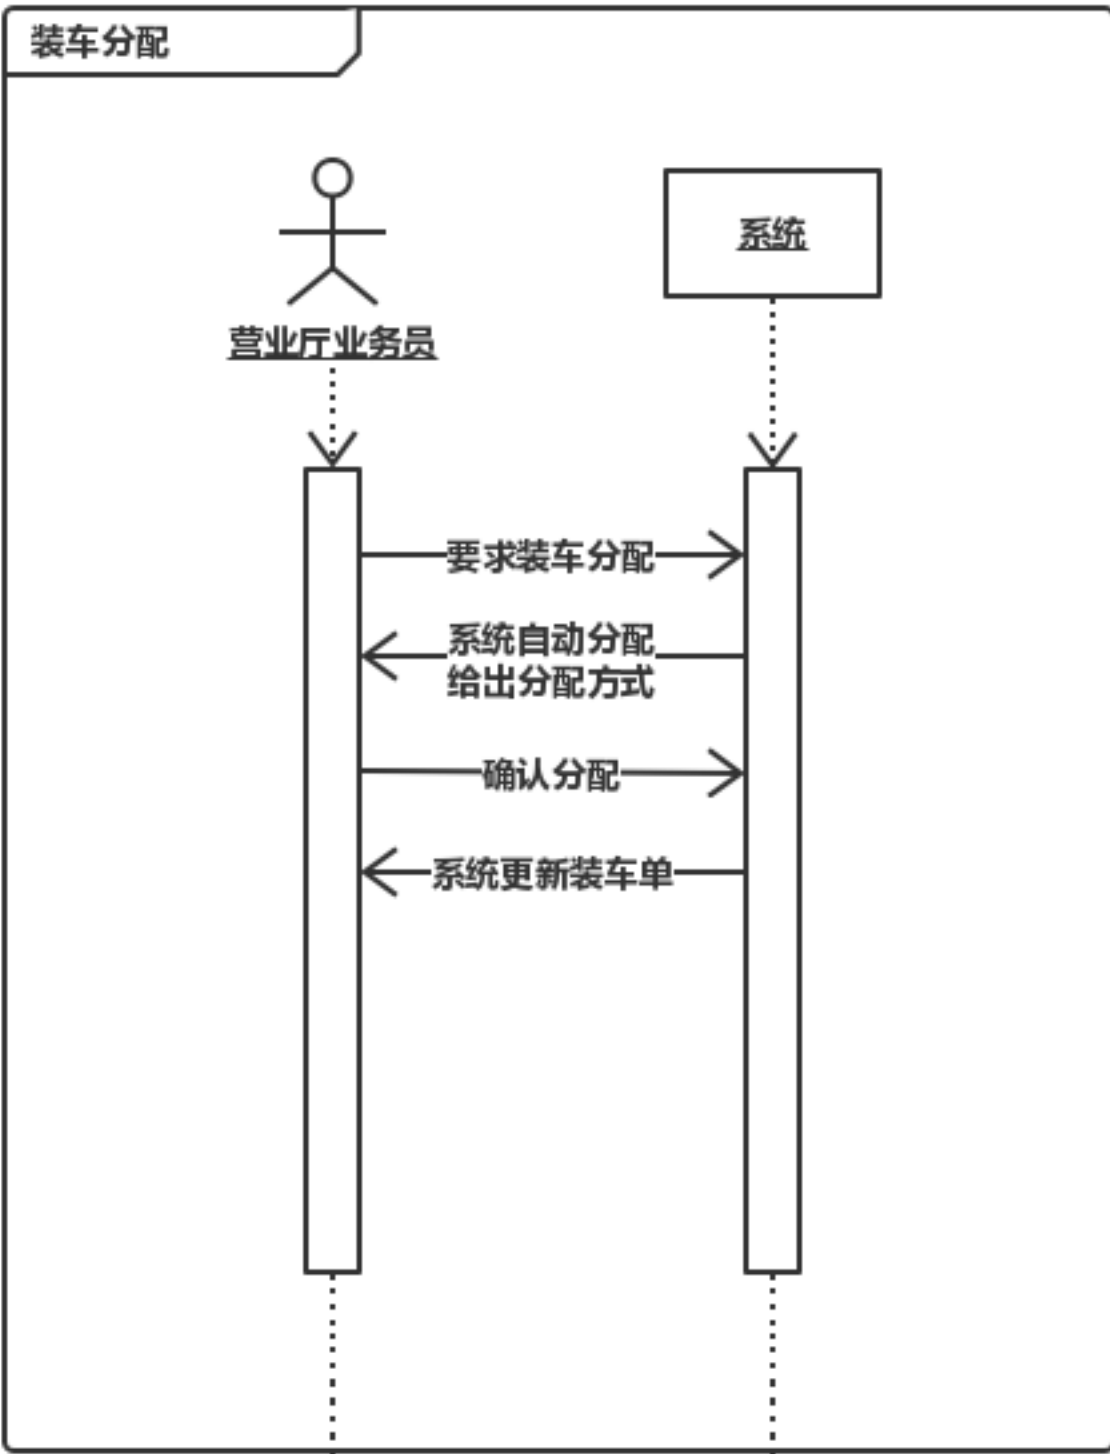 装车分配
系统
营业厅业务员
要求装车分配
系统自动分配
给出分配方式
确认分配
系统更新装车单